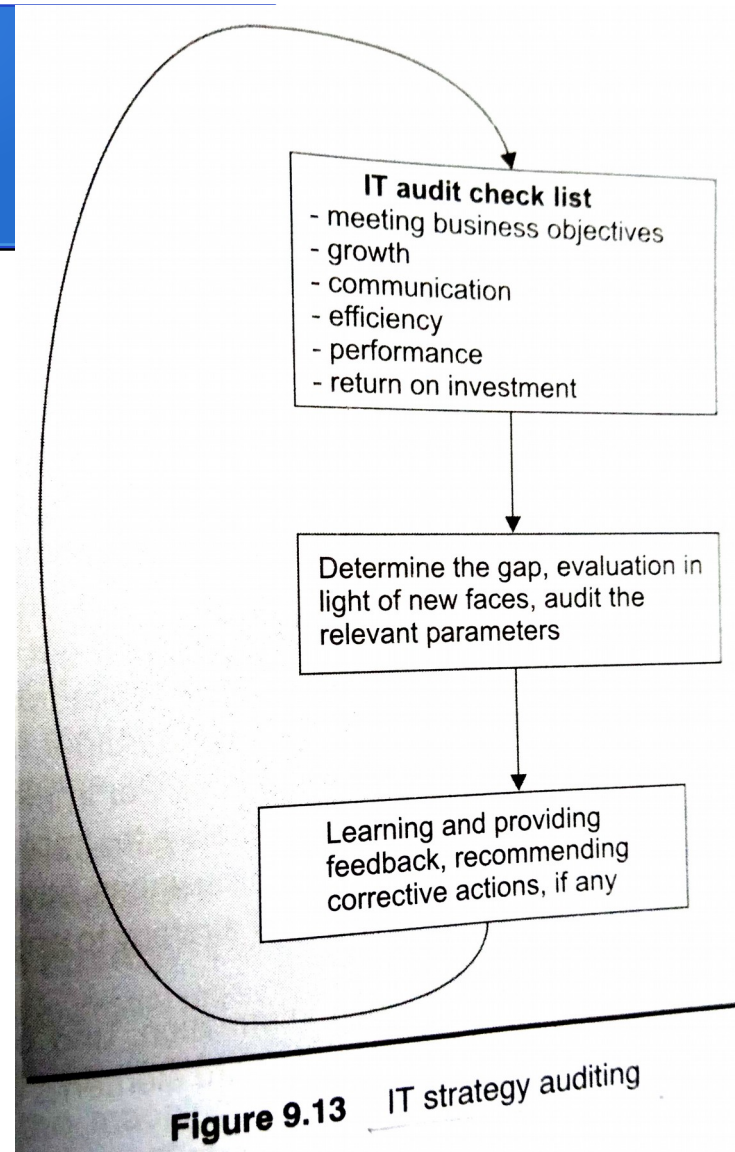 IT audit check list
- meeting business objectives
- growth
- communication
- efficiency
- performance
- return on investment
Determine the gap, evaluation in
light of new faces, audit the
relevant parameters
Learning and providing
feedback, recommending
corrective actions, if any
Figure 9.13 IT strategy auditing